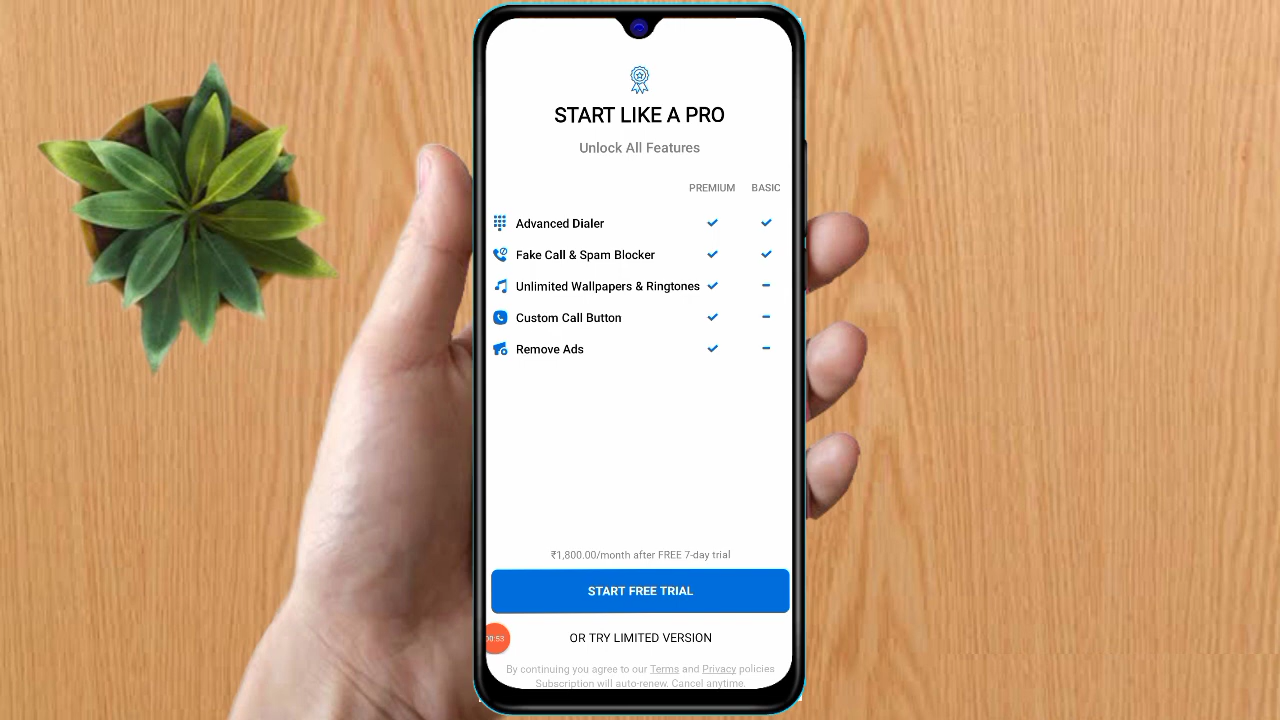 START LIKE A PRO
Unlock All Features
PREMIUM BASIC
Advanced Dialer
Fake Call & Spam Blocker
Unlimited Wallpapers & Ringtones
Custom Call Button
Remove Ads
₹1,800.00/month after FREE 7-day trial
START FREE TRIAL
00:53
OR TRY LIMITED VERSION
By continuing you agree to our Terms and Privacy policies
Subscription will auto-renew. Cancel anytime.